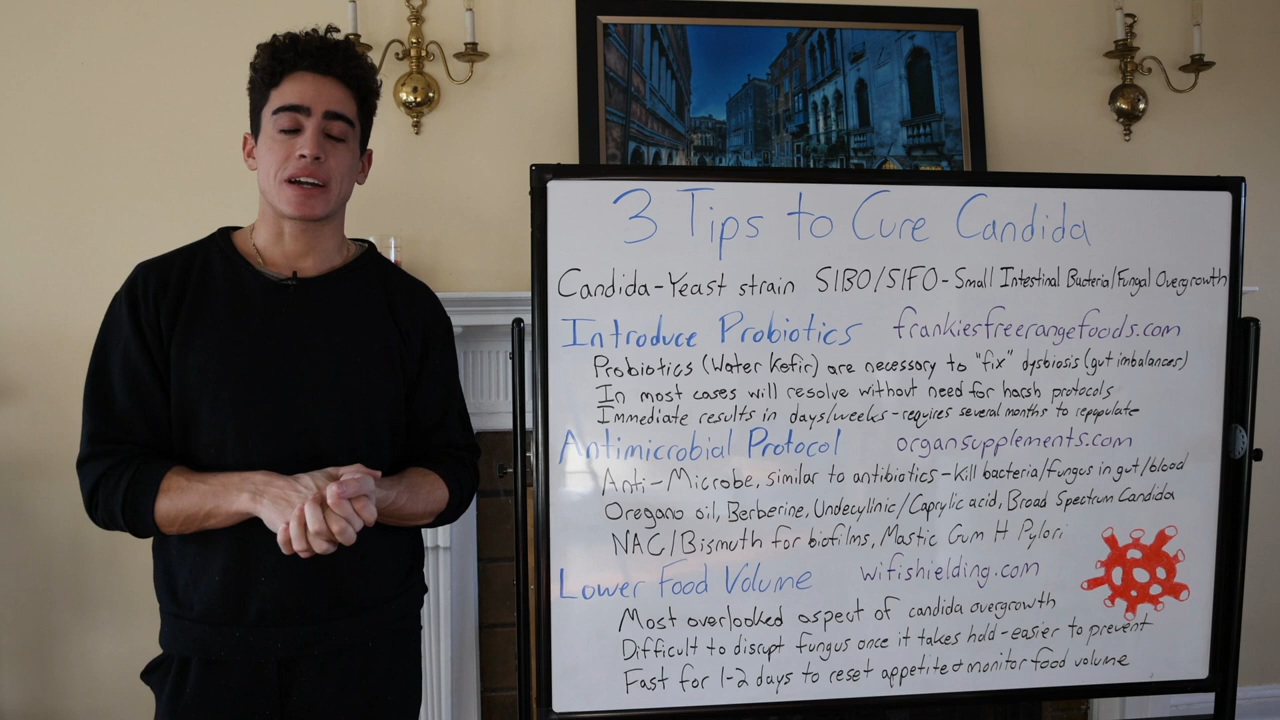 3 Tips to Cure Candida
Candida-Yeast strain SIBO/SIFO - Small Intestinal Bacteria/Fungal Overgrowth
Introduce Probiotics frankiesfreerangefoods.com
Probiotics (Water Kefir) are necessary to "fix" dysbiosis (gut imbalances)
In most cases will resolve without need for harsh protocols
Immediate results in days/weeks - requires several months to repopulate
Antimicrobial Protocol organsupplements.com
Anti-Microbe, similar to antibiotics - Kill bacteria/fungus in gut/blood
Oregano oil, Berberine, Undecylinic/Caprylic acid, Broad Spectrum Candida
NAC/Bismuth for biofilms, Mastic Gum H Pylori
Lower Food Volume wifishielding.com
Most overlooked aspect of candida overgrowth
Difficult to disrupt fungus once it takes hold - easier to prevent
Fast for 1-2 days to reset appetite + monitor food volume